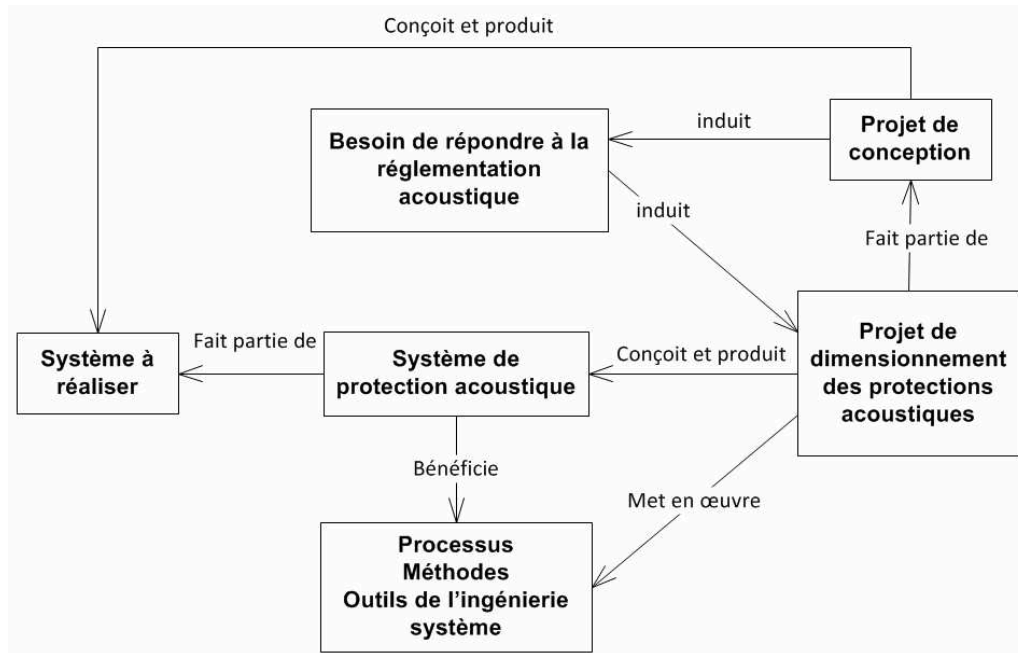 Conçoit et produit
Besoin de répondre à la
réglementation
acoustique
induit
Projet de
conception
induit
Fait partie de
Système à
réaliser
Fait partie de
Système de
protection acoustique
Conçoit et produit
Projet de
dimensionnement
des protections
acoustiques
Bénéficie
Met en œuvre
Processus
Méthodes
Outils de l'ingénierie
système